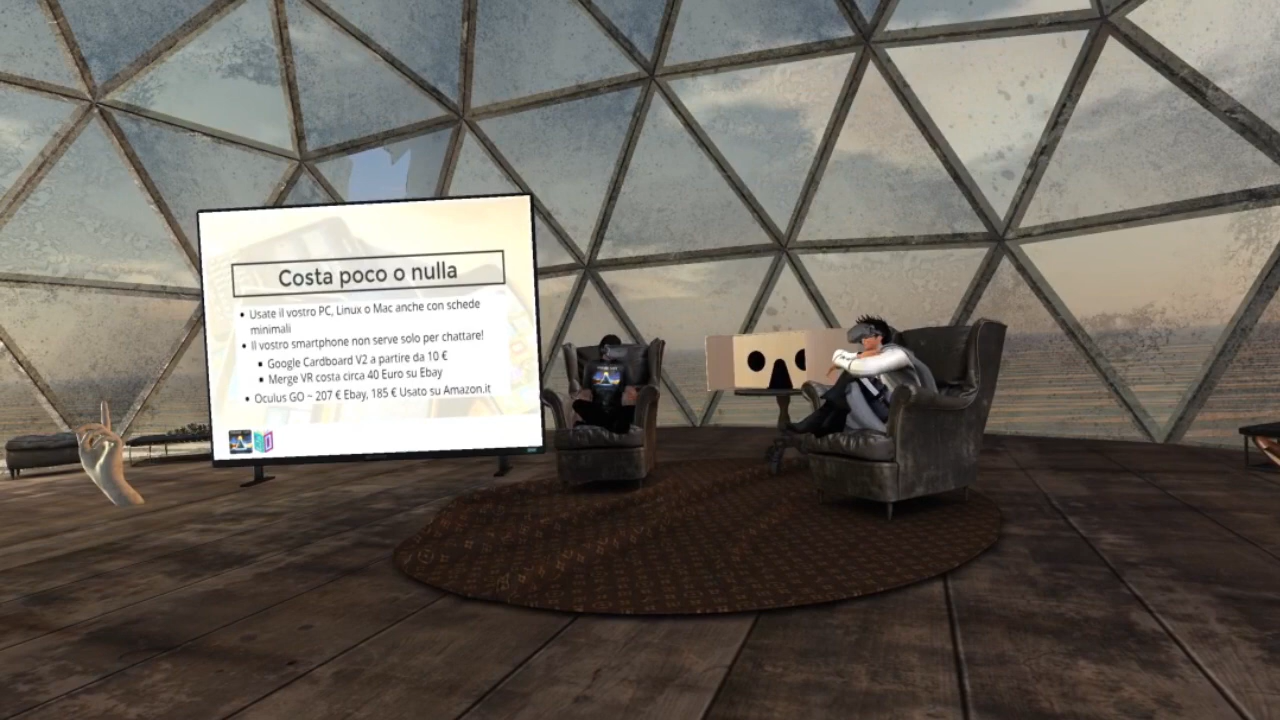 Costa poco o nulla
• Usate il vostro PC, Linux o Mac anche con schede
minimali
• Il vostro smartphone non serve solo per chattare!
▪ Google Cardboard V2 a partire da 10 €
▪ Merge VR costa circa 40 Euro su Ebay
• Oculus GO ~ 207 € Ebay, 185 € Usato su Amazon.it